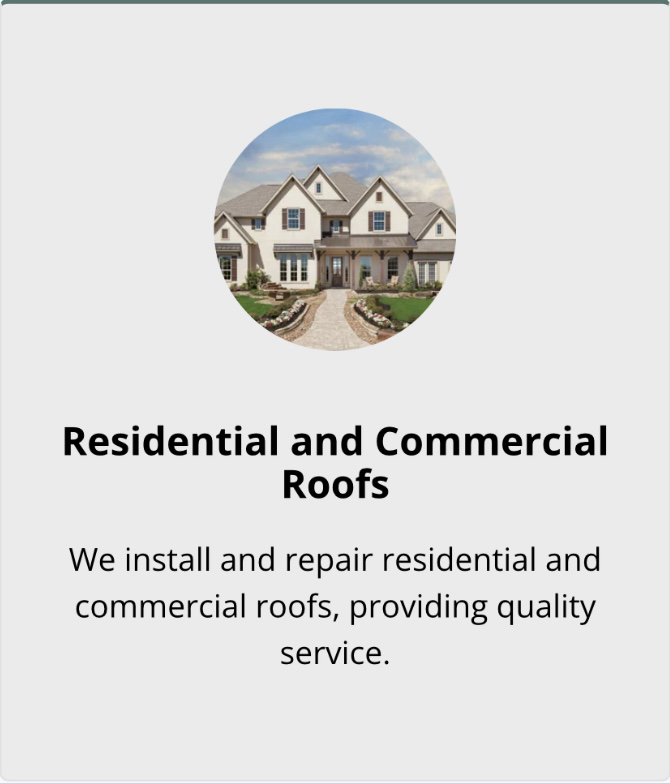 Residential and Commercial
Roofs
We install and repair residential and
commercial roofs, providing quality
service.